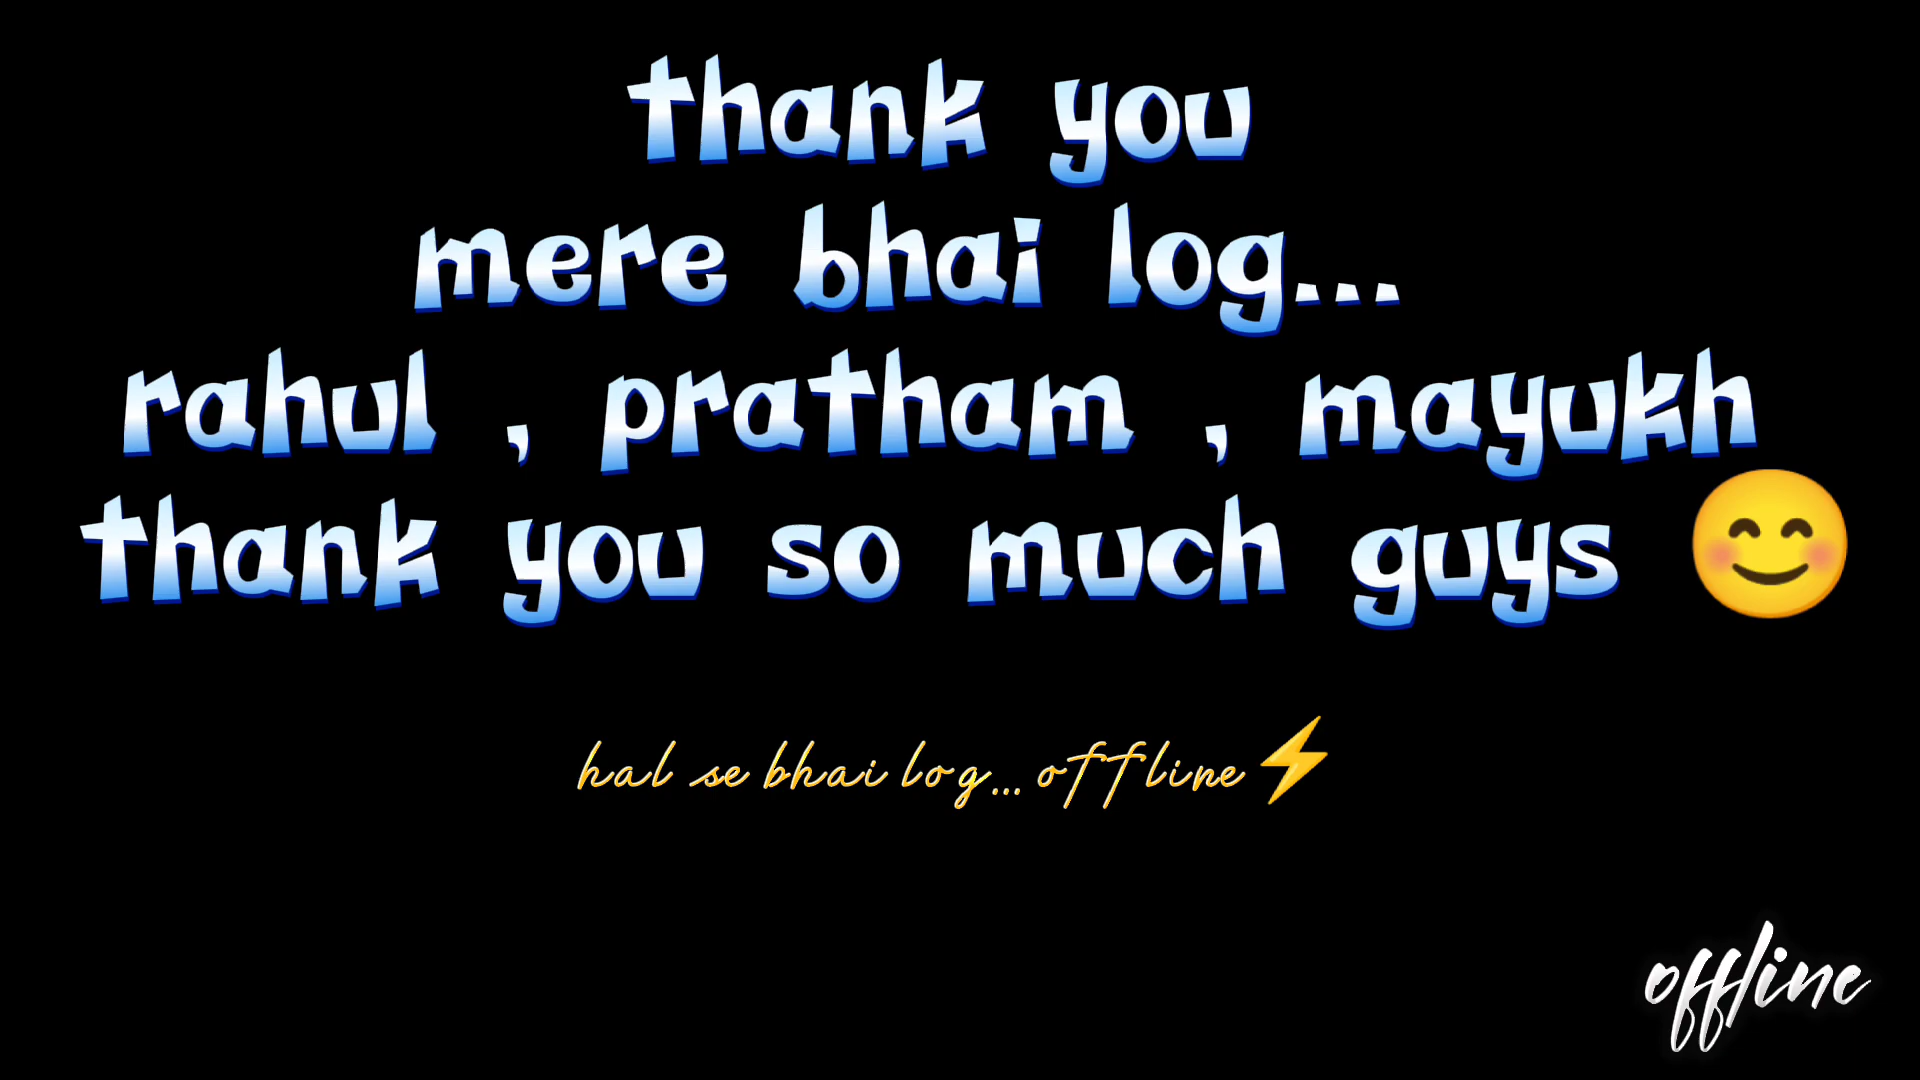 thank you
mere bhai log...
rahul , pratham , mayukh
thank you so much guys 😊
hal se bhai log... offline⚡
offline